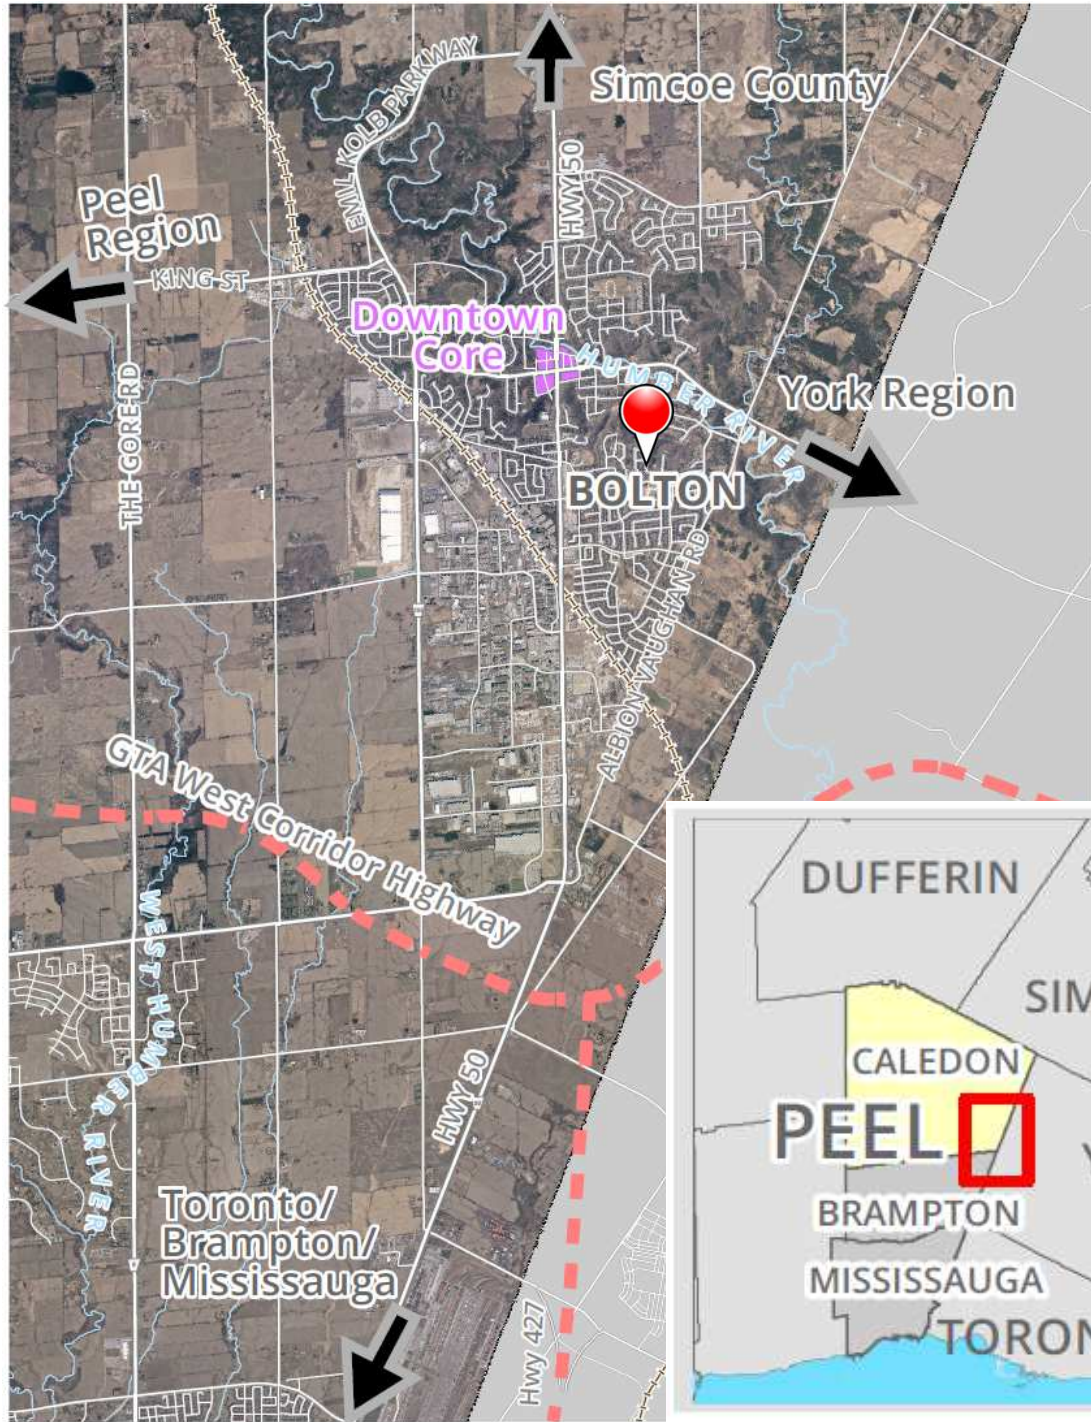 EMIL KOLB PARKWAY
Simcoe County
HWY 50
Peel
Region
KING ST
Downtown
Core
HUMBER RIVER
York Region
THE GORE RD
BOLTON
ALBION VAUGHAN RD
GTA West Corridor Highway
WEST HUMBER RIVER
HWY 50
Toronto/
Brampton/
Mississauga
Hwy 427
DUFFERIN
SIM
CALEDON
PEEL
BRAMPTON
MISSISSAUGA
TORON